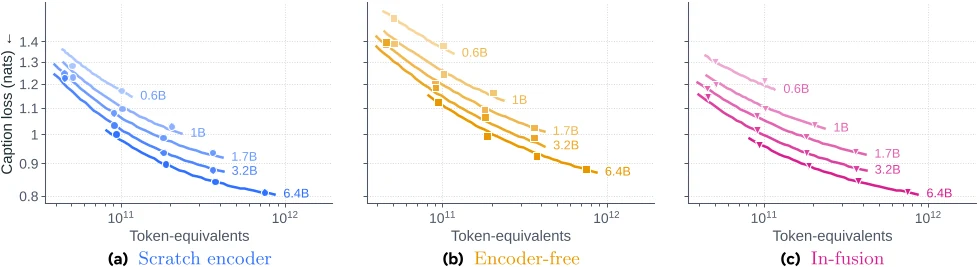 Caption loss (nats) ←
1.4
1.3
1.2
1.1
1
0.9
0.8
0.6B
1B
1.7B
3.2B
6.4B
10¹¹
10¹²
Token-equivalents
(a) Scratch encoder
0.6B
1B
1.7B
3.2B
6.4B
10¹¹
10¹²
Token-equivalents
(b) Encoder-free
0.6B
1B
1.7B
3.2B
6.4B
10¹¹
10¹²
Token-equivalents
(c) In-fusion